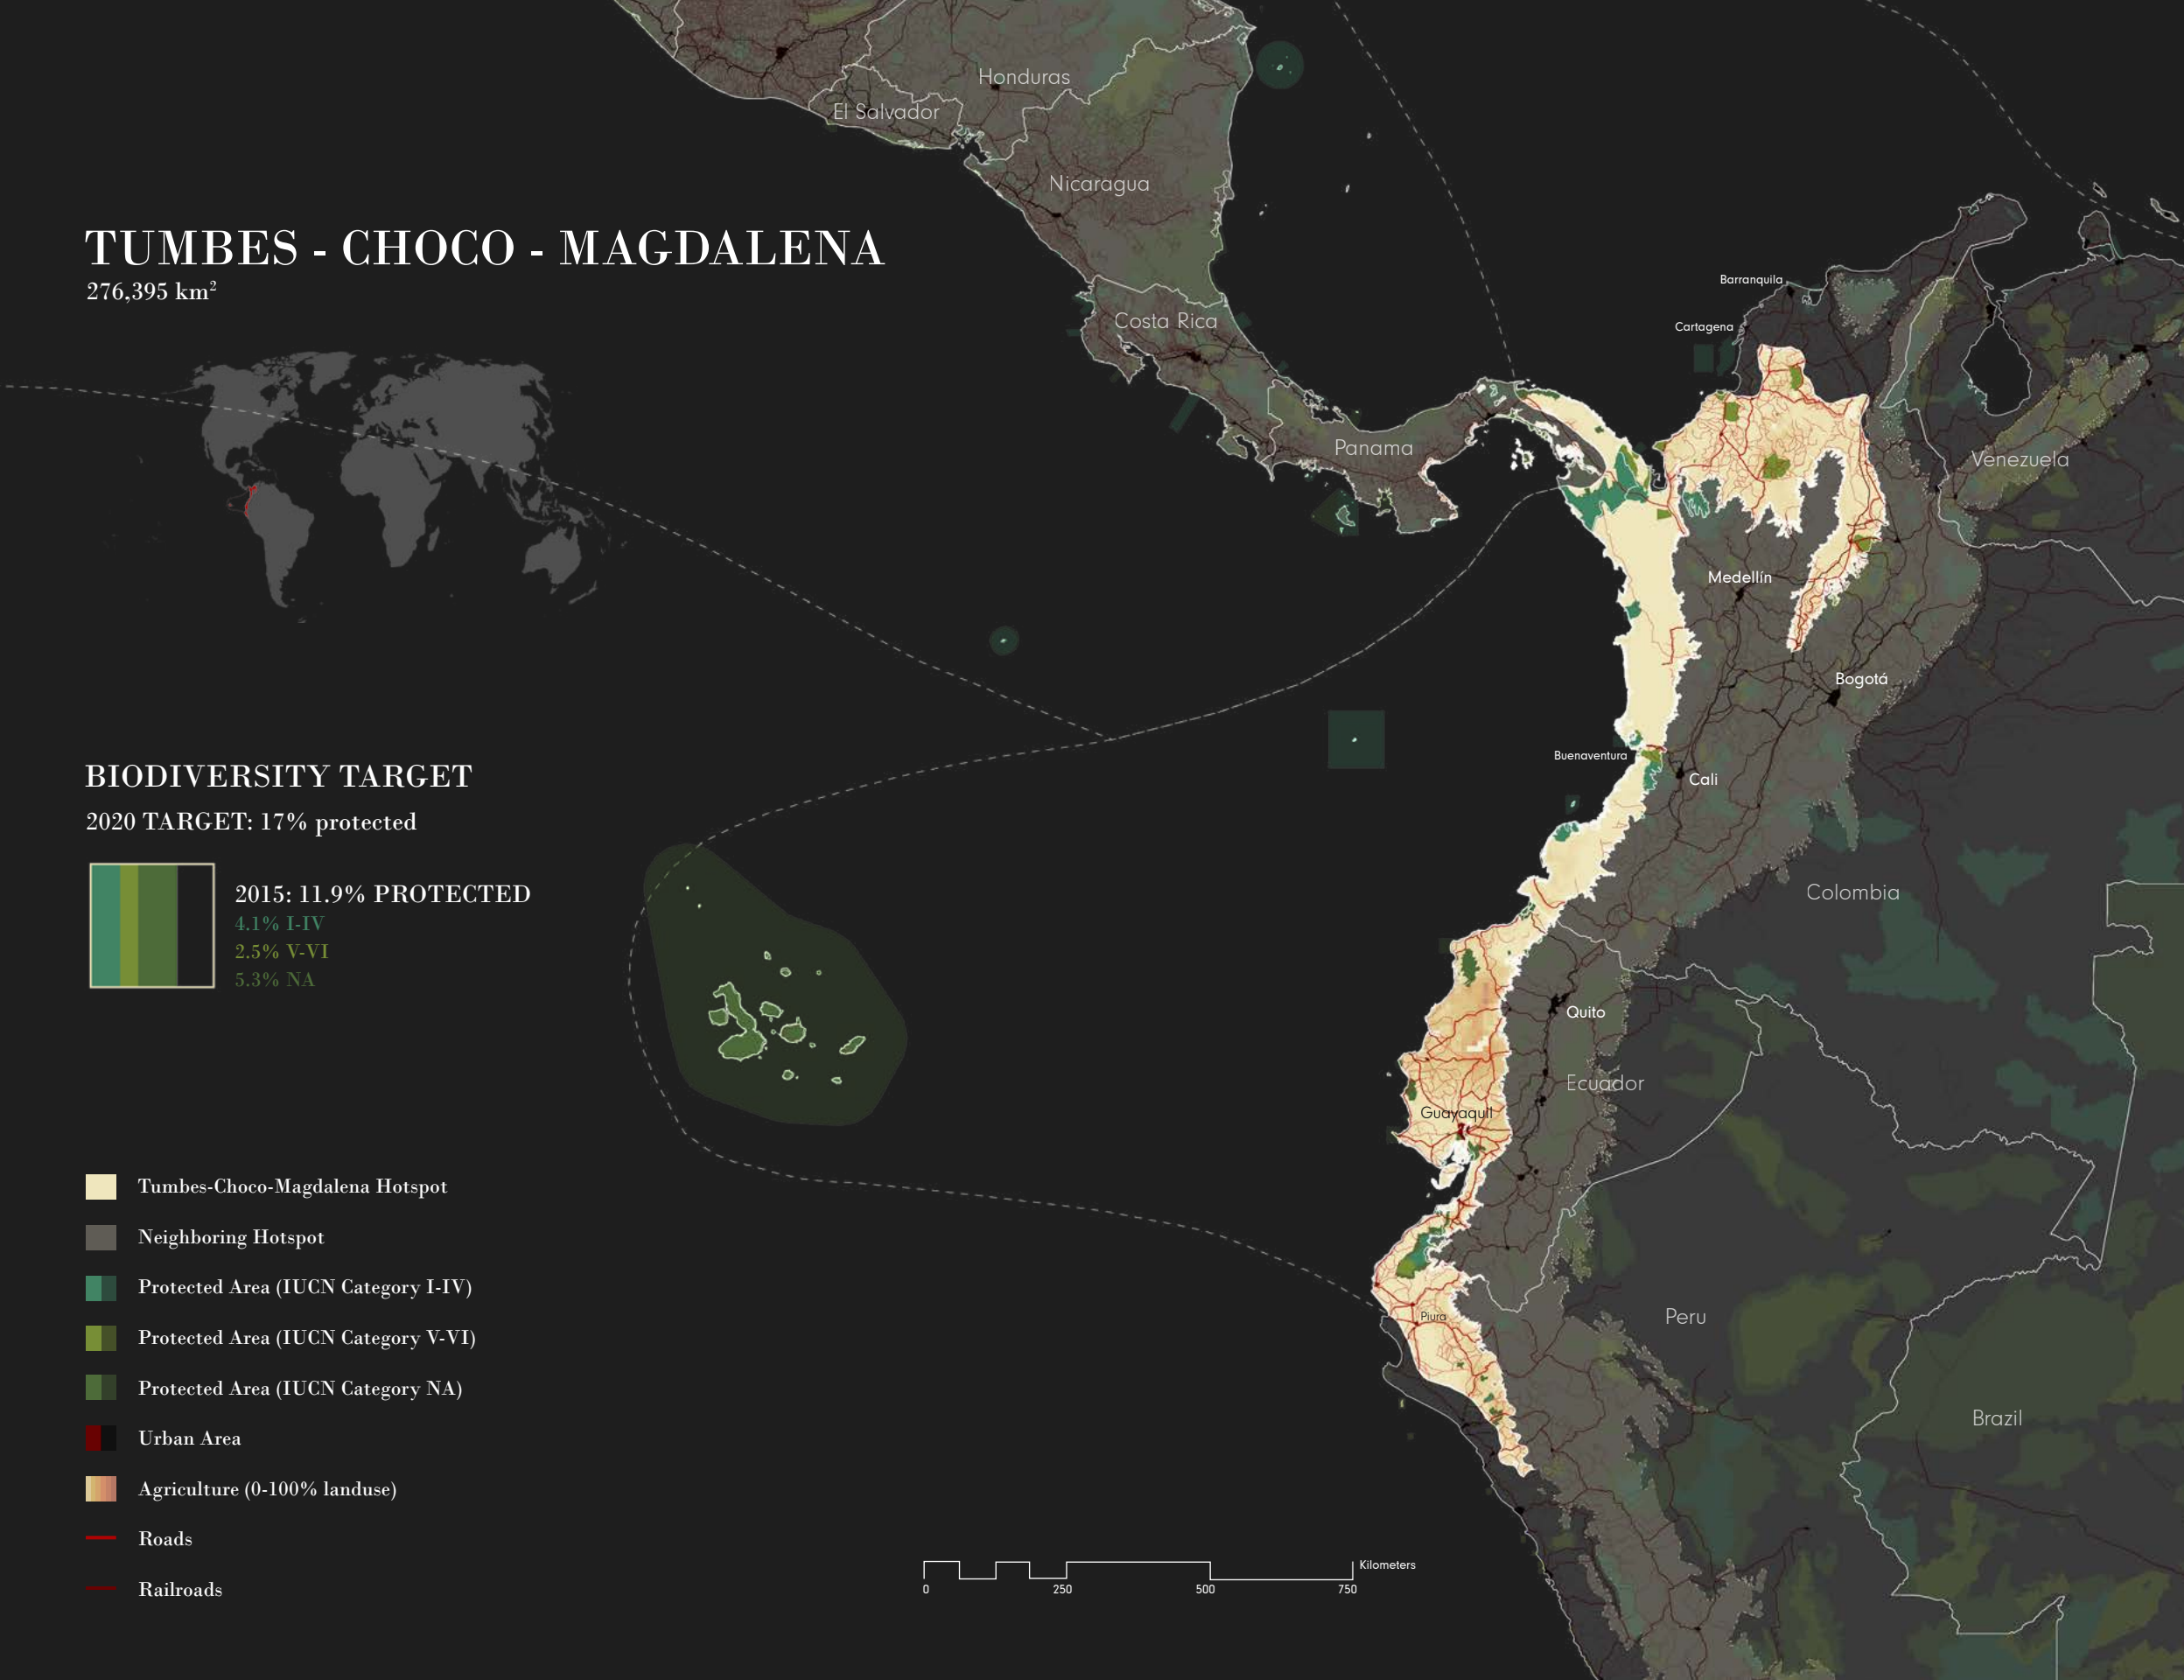 TUMBES - CHOCO - MAGDALENA
276,395 km²
BIODIVERSITY TARGET
2020 TARGET: 17% protected
2015: 11.9% PROTECTED
4.1% I-IV
2.5% V-VI
5.3% NA
Tumbes-Choco-Magdalena Hotspot
Neighboring Hotspot
Protected Area (IUCN Category I-IV)
Protected Area (IUCN Category V-VI)
Protected Area (IUCN Category NA)
Urban Area
Agriculture (0-100% landuse)
Roads
Railroads
Honduras
El Salvador
Nicaragua
Costa Rica
Panama
Barranquila
Cartagena
Venezuela
Medellín
Bogotá
Buenaventura
Cali
Colombia
Quito
Ecuador
Guayaquil
Piura
Peru
Brazil
Kilometers
0 250 500 750